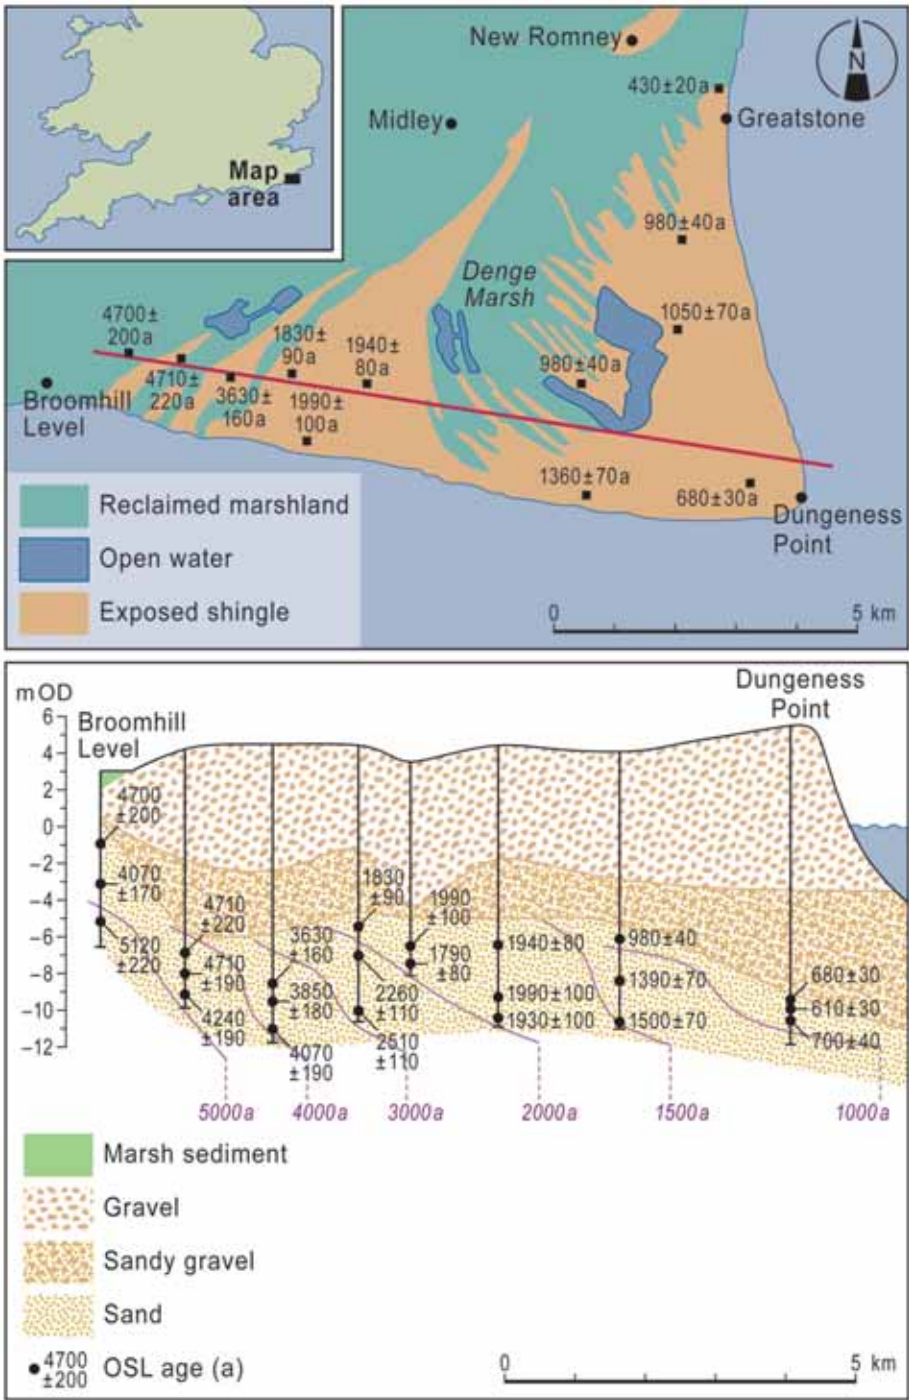 Map
area
N
New Romney
430±20a
Midley
Greatstone
980±40a
Denge
Marsh
4700±
200a
1830±
90a
1940±
80a
1050±70a
980±40a
4710±
220a
3630±
160a
1990±
100a
Broomhill
Level
1360±70a
680±30a
Dungeness
Point
Reclaimed marshland
Open water
Exposed shingle
0
5 km
mOD
Broomhill
Level
Dungeness
Point
6
4
2
0
−2
−4
−6
−8
−10
−12
4700
±200
4070
±170
5120
±220
4710
±220
4710
±190
4240
±190
3630
±160
3850
±180
4070
±190
1830
±90
2260
±110
2510
±110
1990
±100
1790
±80
1940±80
1990±100
1930±100
980±40
1390±70
1500±70
680±30
610±30
700±40
5000a
4000a
3000a
2000a
1500a
1000a
Marsh sediment
Gravel
Sandy gravel
Sand
4700
±200
OSL age (a)
0
5 km